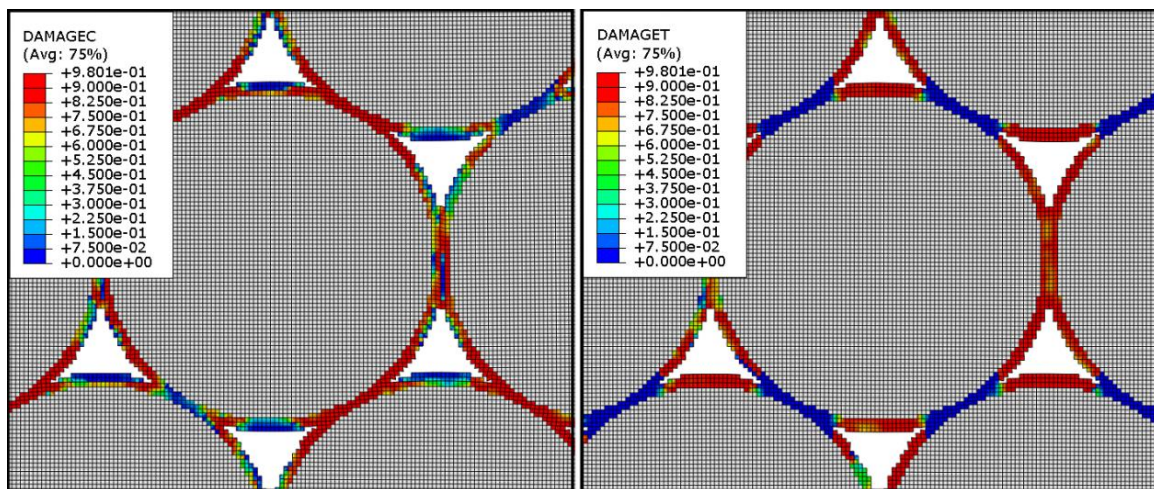 DAMAGEC
(Avg: 75%)
+9.801e-01
+9.000e-01
+8.250e-01
+7.500e-01
+6.750e-01
+6.000e-01
+5.250e-01
+4.500e-01
+3.750e-01
+3.000e-01
+2.250e-01
+1.500e-01
+7.500e-02
+0.000e+00
DAMAGET
(Avg: 75%)
+9.801e-01
+9.000e-01
+8.250e-01
+7.500e-01
+6.750e-01
+6.000e-01
+5.250e-01
+4.500e-01
+3.750e-01
+3.000e-01
+2.250e-01
+1.500e-01
+7.500e-02
+0.000e+00